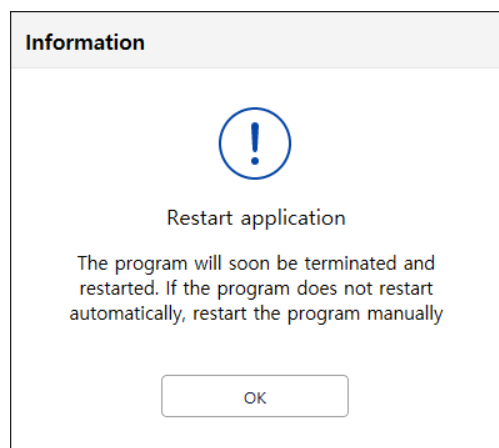 Information
Restart application
The program will soon be terminated and
restarted. If the program does not restart
automatically, restart the program manually
OK